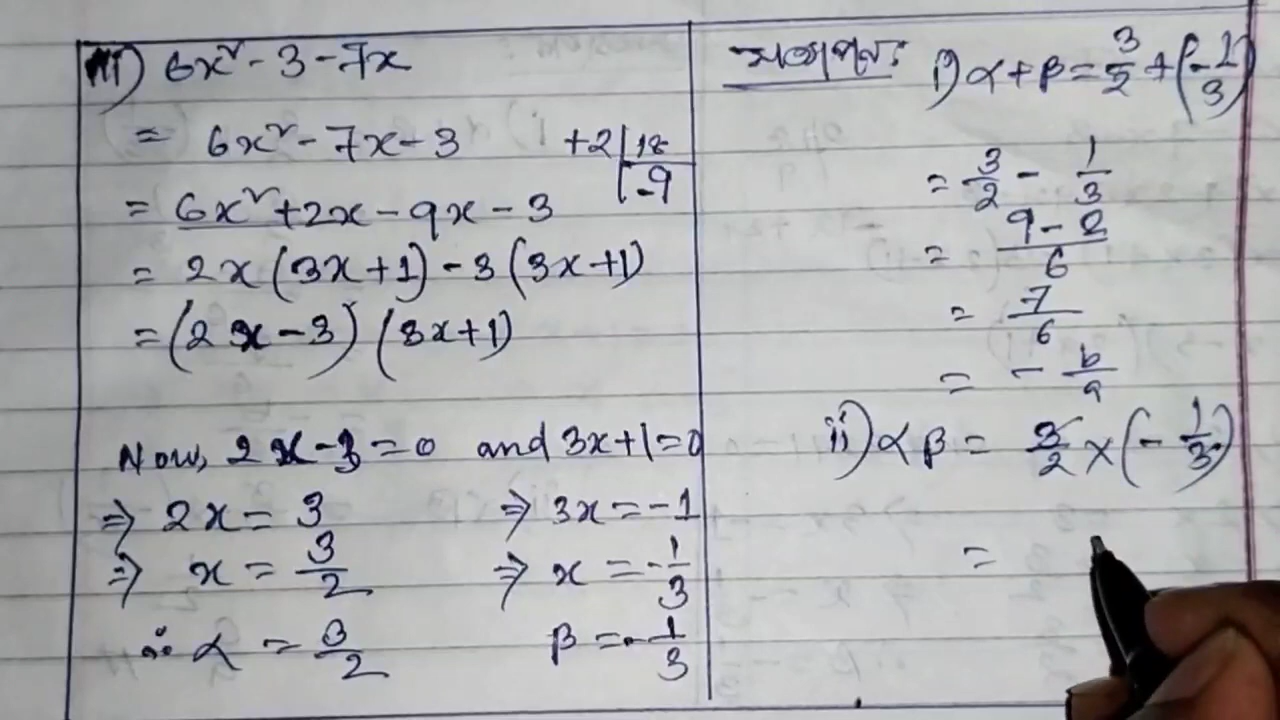 iii) 6x² - 3 - 7x
= 6x² - 7x - 3    +2 | 18
-9
= 6x² + 2x - 9x - 3
= 2x (3x + 1) - 3 (3x + 1)
= (2x - 3) (3x + 1)
Now, 2x - 3 = 0 and 3x + 1 = 0
⇒ 2x = 3    ⇒ 3x = -1
⇒ x = 3/2    ⇒ x = -1/3
∴ α = 3/2    β = -1/3
i) α + β = 3/2 + (-1/3)
= 3/2 - 1/3
= 9 - 2/6
= 7/6
= - b/a
ii) αβ = 3/2 × (- 1/3)
=